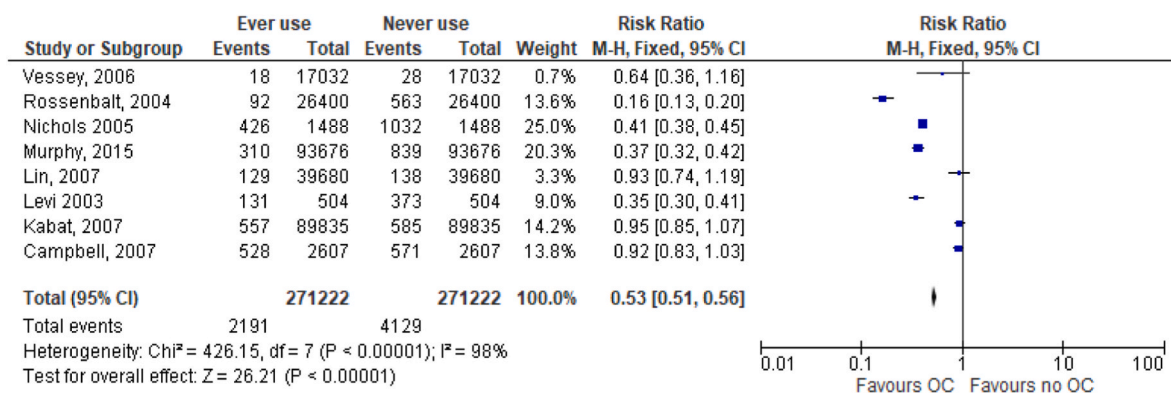 Ever use Never use Risk Ratio Risk Ratio
Study or Subgroup Events Total Events Total Weight M-H, Fixed, 95% CI M-H, Fixed, 95% CI
Vessey, 2006 18 17032 28 17032 0.7% 0.64 [0.36, 1.16]
Rossenbalt, 2004 92 26400 563 26400 13.6% 0.16 [0.13, 0.20]
Nichols 2005 426 1488 1032 1488 25.0% 0.41 [0.38, 0.45]
Murphy, 2015 310 93676 839 93676 20.3% 0.37 [0.32, 0.42]
Lin, 2007 129 39680 138 39680 3.3% 0.93 [0.74, 1.19]
Levi 2003 131 504 373 504 9.0% 0.35 [0.30, 0.41]
Kabat, 2007 557 89835 585 89835 14.2% 0.95 [0.85, 1.07]
Campbell, 2007 528 2607 571 2607 13.8% 0.92 [0.83, 1.03]
Total (95% CI) 271222 271222 100.0% 0.53 [0.51, 0.56]
Total events 2191 4129
Heterogeneity: Chi² = 426.15, df = 7 (P < 0.00001); I² = 98%
Test for overall effect: Z = 26.21 (P < 0.00001)
0.01 0.1 1 10 100
Favours OC Favours no OC